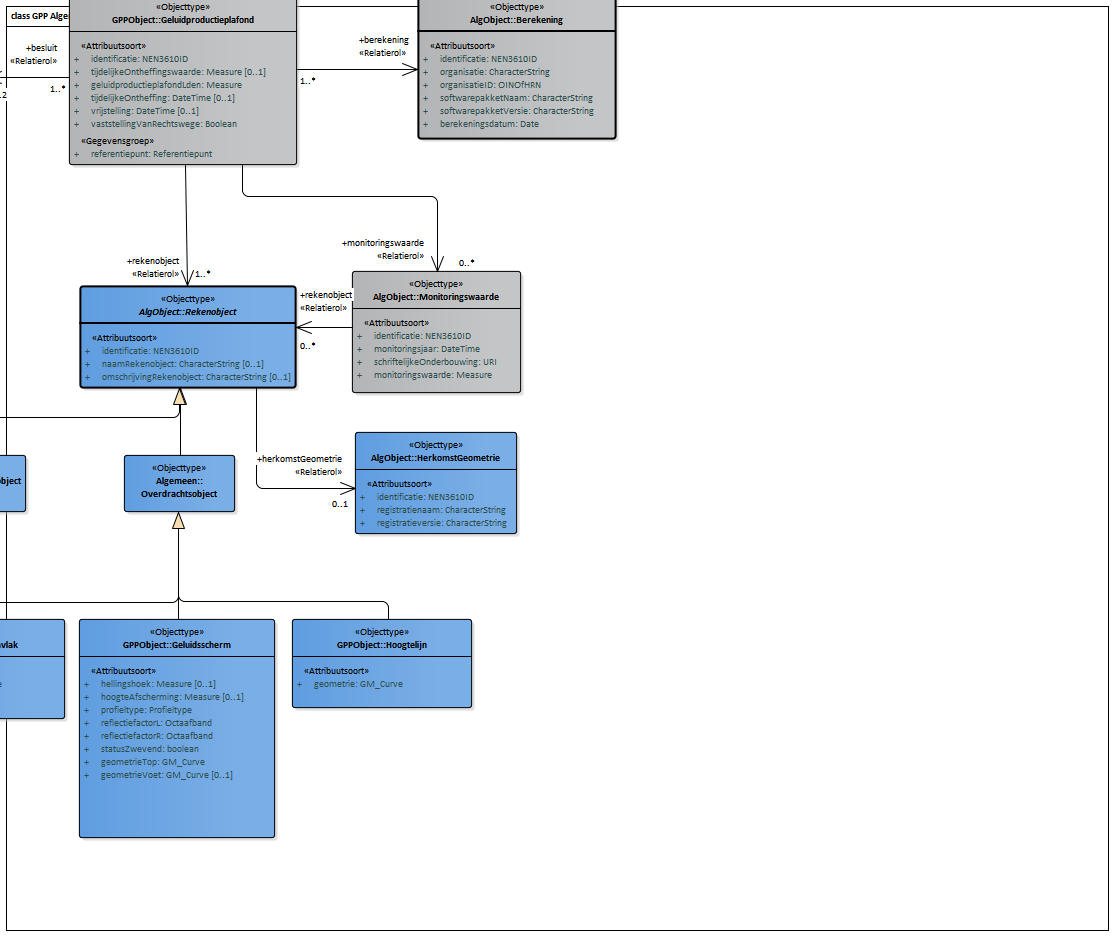 class GPP Alge
«Objecttype»
GPPObject::Geluidproductieplafond
«Attribuutsoort»
+ identificatie: NEN3610ID
+ tijdelijkeOntheffingswaarde: Measure [0..1]
+ geluidproductieplafondLden: Measure
+ tijdelijkeOntheffing: DateTime [0..1]
+ vrijstelling: DateTime [0..1]
+ vaststellingVanRechtswege: Boolean
«Gegevensgroep»
+ referentiepunt: Referentiepunt
+besluit
«Relatierol»
1..*
.2
+berekening
«Relatierol»
1..*
«Objecttype»
AlgObject::Berekening
«Attribuutsoort»
+ identificatie: NEN3610ID
+ organisatie: CharacterString
+ organisatieID: OINOfHRN
+ softwarepakketNaam: CharacterString
+ softwarepakketVersie: CharacterString
+ berekeningsdatum: Date
+rekenobject
«Relatierol»
1..*
+monitoringswaarde
«Relatierol»
0..*
«Objecttype»
AlgObject::Rekenobject
«Attribuutsoort»
+ identificatie: NEN3610ID
+ naamRekenobject: CharacterString [0..1]
+ omschrijvingRekenobject: CharacterString [0..1]
+rekenobject
«Relatierol»
0..*
«Objecttype»
AlgObject::Monitoringswaarde
«Attribuutsoort»
+ identificatie: NEN3610ID
+ monitoringsjaar: DateTime
+ schriftelijkeOnderbouwing: URI
+ monitoringswaarde: Measure
+herkomstGeometrie
«Relatierol»
0..1
«Objecttype»
AlgObject::HerkomstGeometrie
«Attribuutsoort»
+ identificatie: NEN3610ID
+ registratienaam: CharacterString
+ registratieversie: CharacterString
object
«Objecttype»
Algemeen::
Overdrachtsobject
vlak
e
«Objecttype»
GPPObject::Geluidsscherm
«Attribuutsoort»
+ hellingshoek: Measure [0..1]
+ hoogteAfscherming: Measure [0..1]
+ profieltype: Profieltype
+ reflectiefactorL: Octaafband
+ reflectiefactorR: Octaafband
+ statusZwevend: boolean
+ geometrieTop: GM_Curve
+ geometrieVoet: GM_Curve [0..1]
«Objecttype»
GPPObject::Hoogtelijn
«Attribuutsoort»
+ geometrie: GM_Curve